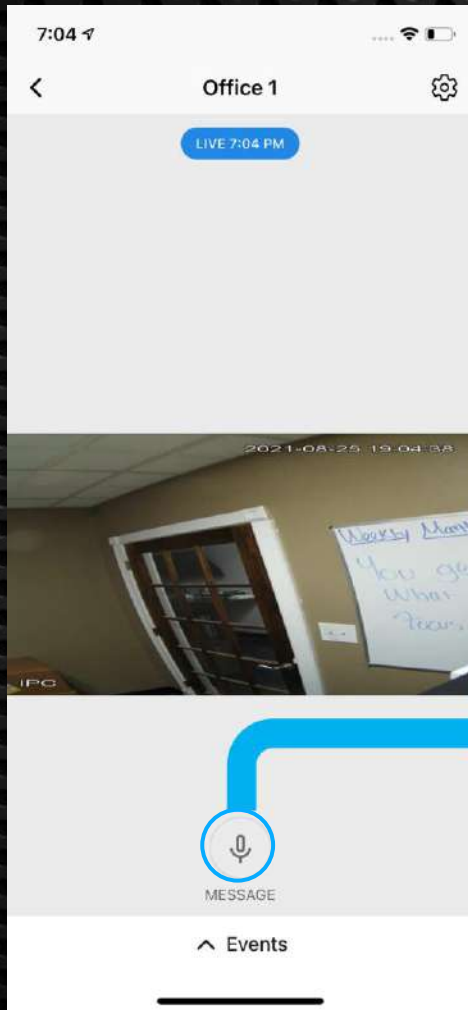 7:04
Office 1
LIVE 7:04 PM
2021-08-25 19:04:38
Weekly
You
What
IPC
MESSAGE
Events